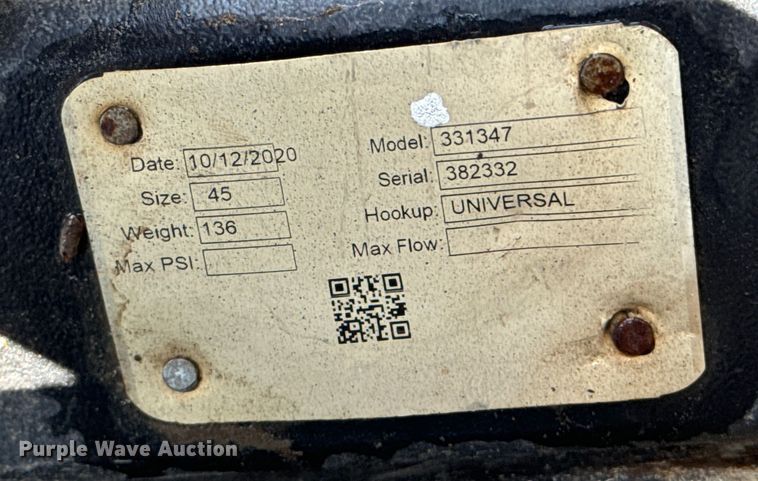 Date: 10/12/2020
Size: 45
Weight: 136
Max PSI:
Model: 331347
Serial: 382332
Hookup: UNIVERSAL
Max Flow:
Purple Wave Auction